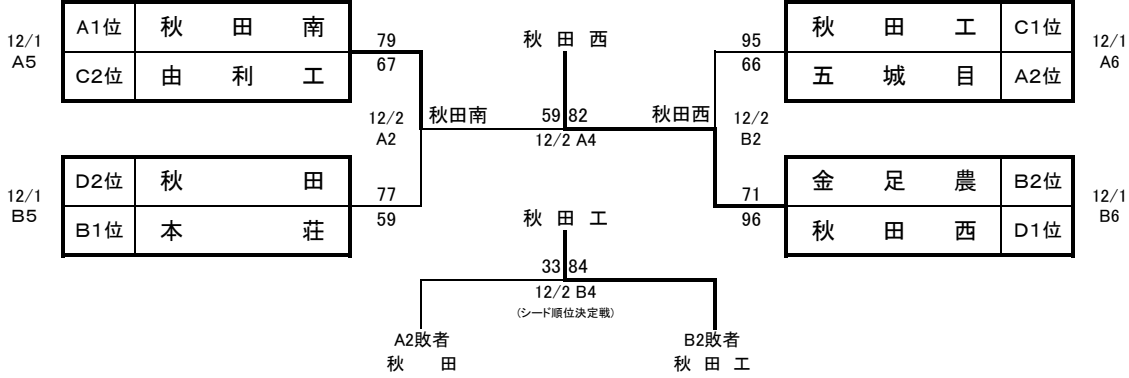 12/1
A5
A1位 秋田南
C2位 由利工
79
67
12/2
A2
秋田南
12/1
B5
D2位 秋田
B1位 本荘
77
59
秋田西
59 82
12/2 A4
秋田西
95
66
12/2
B2
秋田工 C1位
五城目 A2位
12/1
A6
71
96
金足農 B2位
秋田西 D1位
12/1
B6
秋田工
33 84
12/2 B4
(シード順位決定戦)
A2敗者
秋田
B2敗者
秋田工